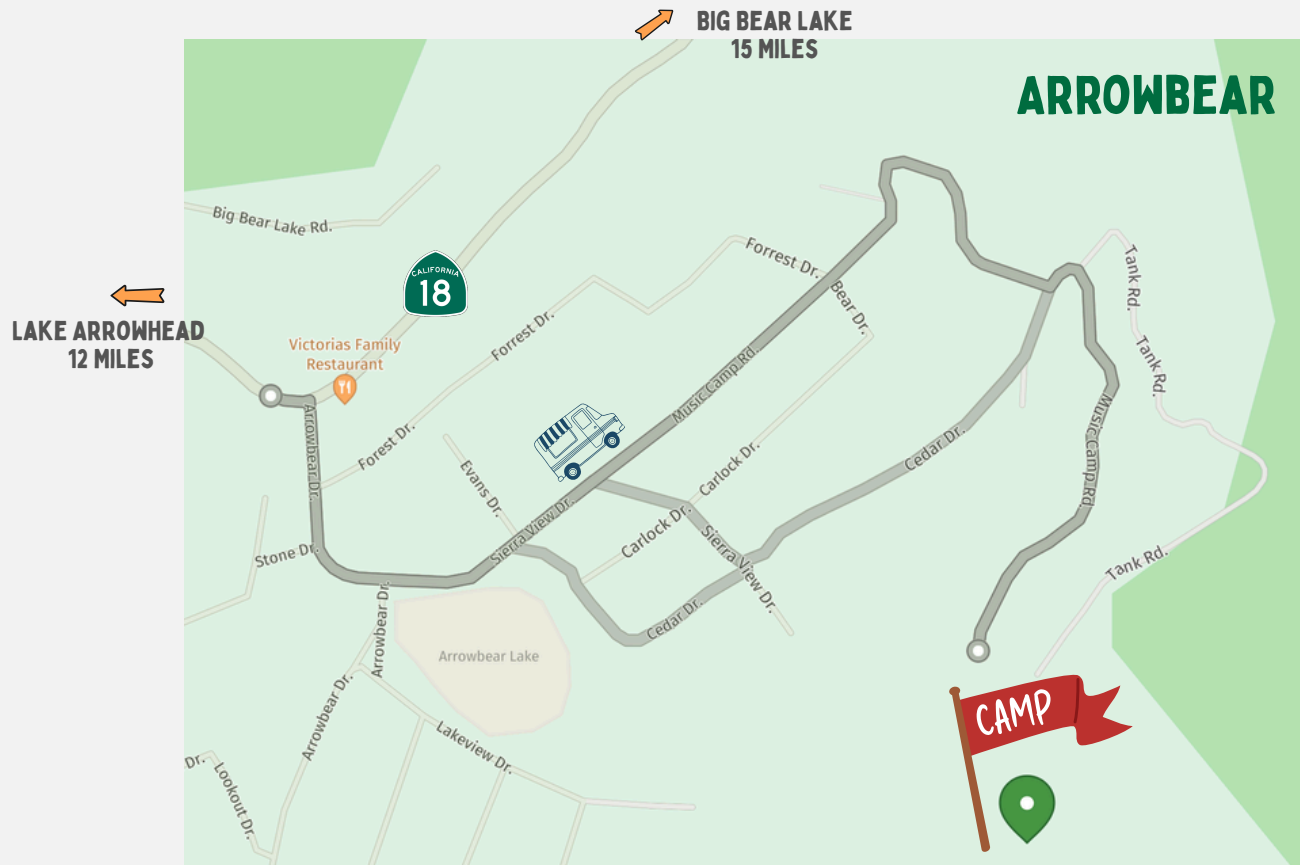 BIG BEAR LAKE
15 MILES
ARROWBEAR
Big Bear Lake Rd.
CALIFORNIA
18
LAKE ARROWHEAD
12 MILES
Victorias Family
Restaurant
Forrest Dr.
Bear Dr.
Forrest Dr.
Tank Rd.
Tank Rd.
Music Camp Rd.
Arrowbear Dr.
Forest Dr.
Evans Dr.
Carlock Dr.
Cedar Dr.
Music Camp Rd.
Sierra View Dr.
Carlock Dr.
Sierra View Dr.
Stone Dr.
Tank Rd.
Arrowbear Dr.
Cedar Dr.
Arrowbear Lake
Arrowbear Dr.
Lakeview Dr.
CAMP
Dr.
Lookout Dr.